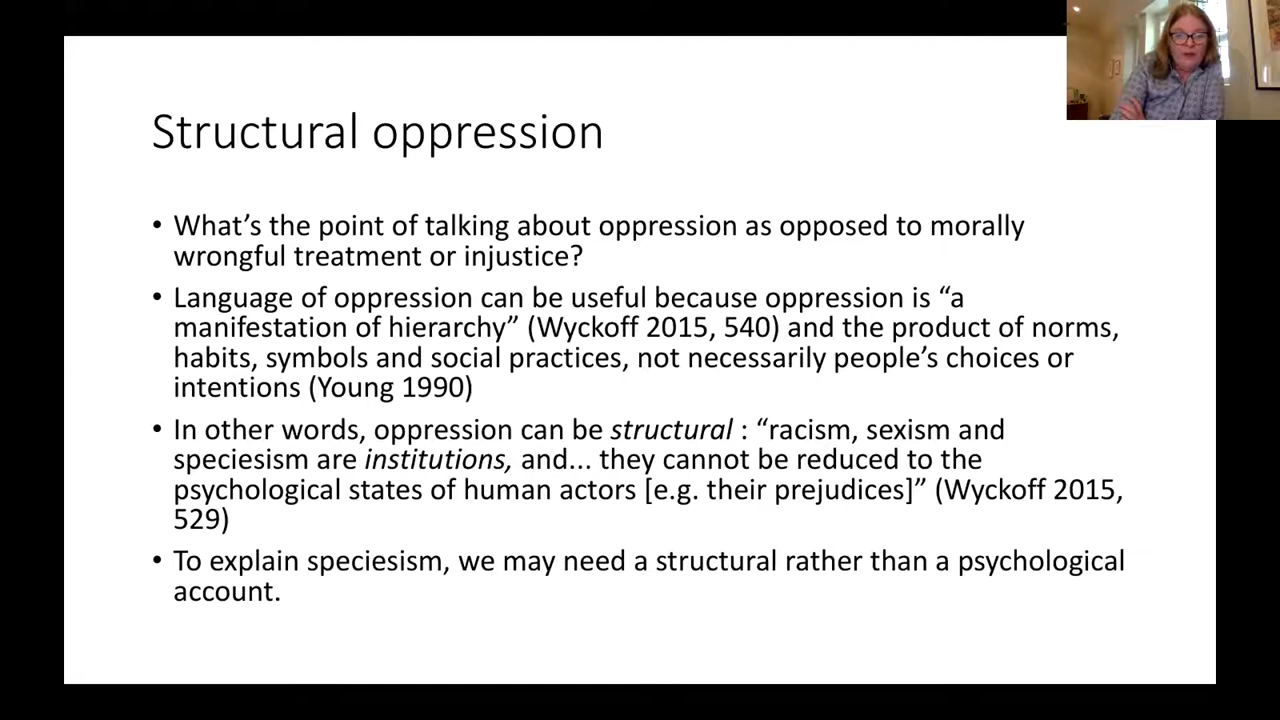 Structural oppression
• What’s the point of talking about oppression as opposed to morally
wrongful treatment or injustice?
• Language of oppression can be useful because oppression is “a
manifestation of hierarchy” (Wyckoff 2015, 540) and the product of norms,
habits, symbols and social practices, not necessarily people’s choices or
intentions (Young 1990)
• In other words, oppression can be structural : “racism, sexism and
speciesism are institutions, and... they cannot be reduced to the
psychological states of human actors [e.g. their prejudices]” (Wyckoff 2015,
529)
• To explain speciesism, we may need a structural rather than a psychological
account.